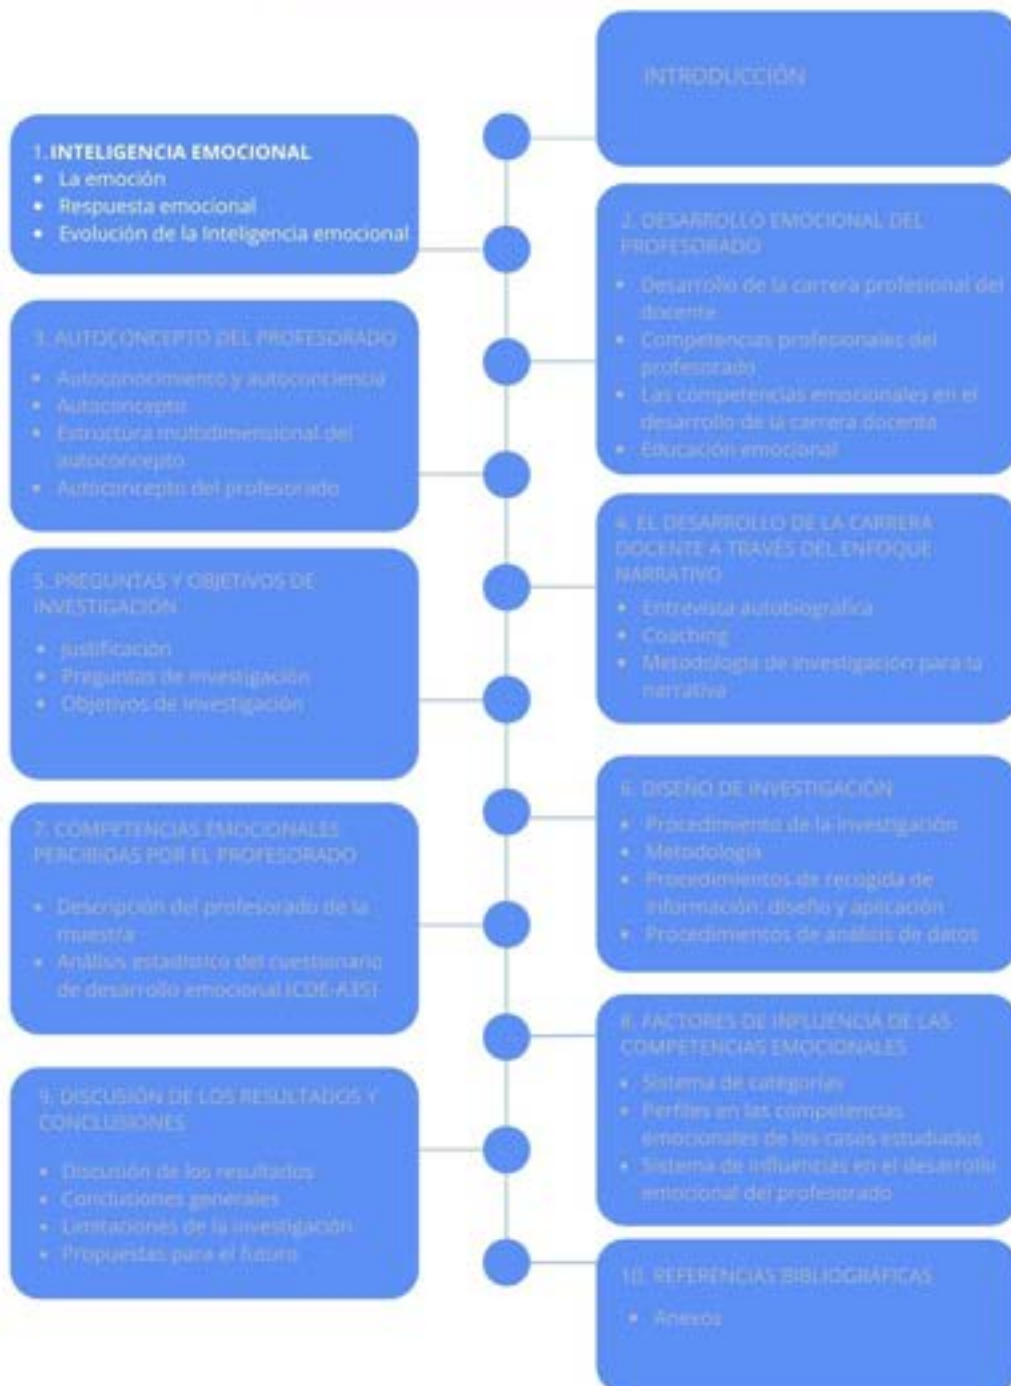 INTRODUCCIÓN
1. INTELIGENCIA EMOCIONAL
• La emoción
• Respuesta emocional
• Evolución de la Inteligencia emocional
2. DESARROLLO EMOCIONAL DEL
PROFESORADO
• Desarrollo de la carrera profesional del
docente
• Competencias profesionales del
profesorado
• Las competencias emocionales en el
desarrollo de la carrera docente
• Educación emocional
3. AUTOCONCEPTO DEL PROFESORADO
• Autoconocimiento y autoconciencia
• Autoconcepto
• Estructura multidimensional del
autoconcepto
• Autoconcepto del profesorado
4. EL DESARROLLO DE LA CARRERA
DOCENTE A TRAVÉS DEL ENFOQUE
NARRATIVO
• Entrevista autobiográfica
• Coaching
• Metodología de investigación para la
narrativa
5. PREGUNTAS Y OBJETIVOS DE
INVESTIGACIÓN
• Justificación
• Preguntas de investigación
• Objetivos de investigación
6. DISEÑO DE INVESTIGACIÓN
• Procedimiento de la investigación
• Metodología
• Procedimientos de recogida de
información: diseño y aplicación
• Procedimientos de análisis de datos
7. COMPETENCIAS EMOCIONALES
PERCIBIDAS POR EL PROFESORADO
• Descripción del profesorado de la
muest/a
• Análisis estadístico del cuestionario
de desarrollo emocional (CDE-A35)
8. FACTORES DE INFLUENCIA DE LAS
COMPETENCIAS EMOCIONALES
• Sistema de categorías
• Perfiles en las competencias
emocionales de los casos estudiados
• Sistema de influencias en el desarrollo
emocional del profesorado
9. DISCUSIÓN DE LOS RESULTADOS Y
CONCLUSIONES
• Discusión de los resultados
• Conclusiones generales
• Limitaciones de la investigación
• Propuestas para el futuro
10. REFERENCIAS BIBLIOGRÁFICAS
• Anexos